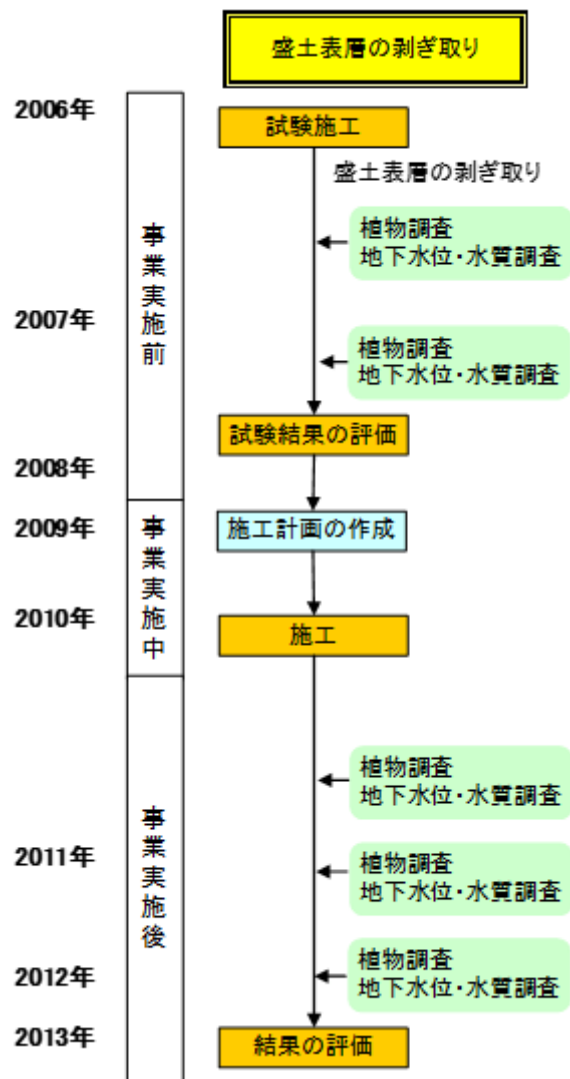 盛土表層の剥ぎ取り
2006年
試験施工
盛土表層の剥ぎ取り
植物調査
地下水位・水質調査
事業実施前
2007年
植物調査
地下水位・水質調査
試験結果の評価
2008年
2009年
施工計画の作成
事業実施中
2010年
施工
植物調査
地下水位・水質調査
事業実施後
2011年
植物調査
地下水位・水質調査
2012年
植物調査
地下水位・水質調査
2013年
結果の評価